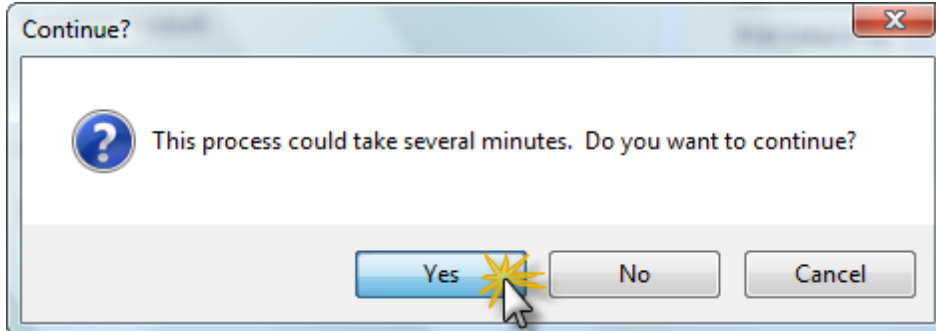 Continue?
This process could take several minutes.  Do you want to continue?
Yes
No
Cancel